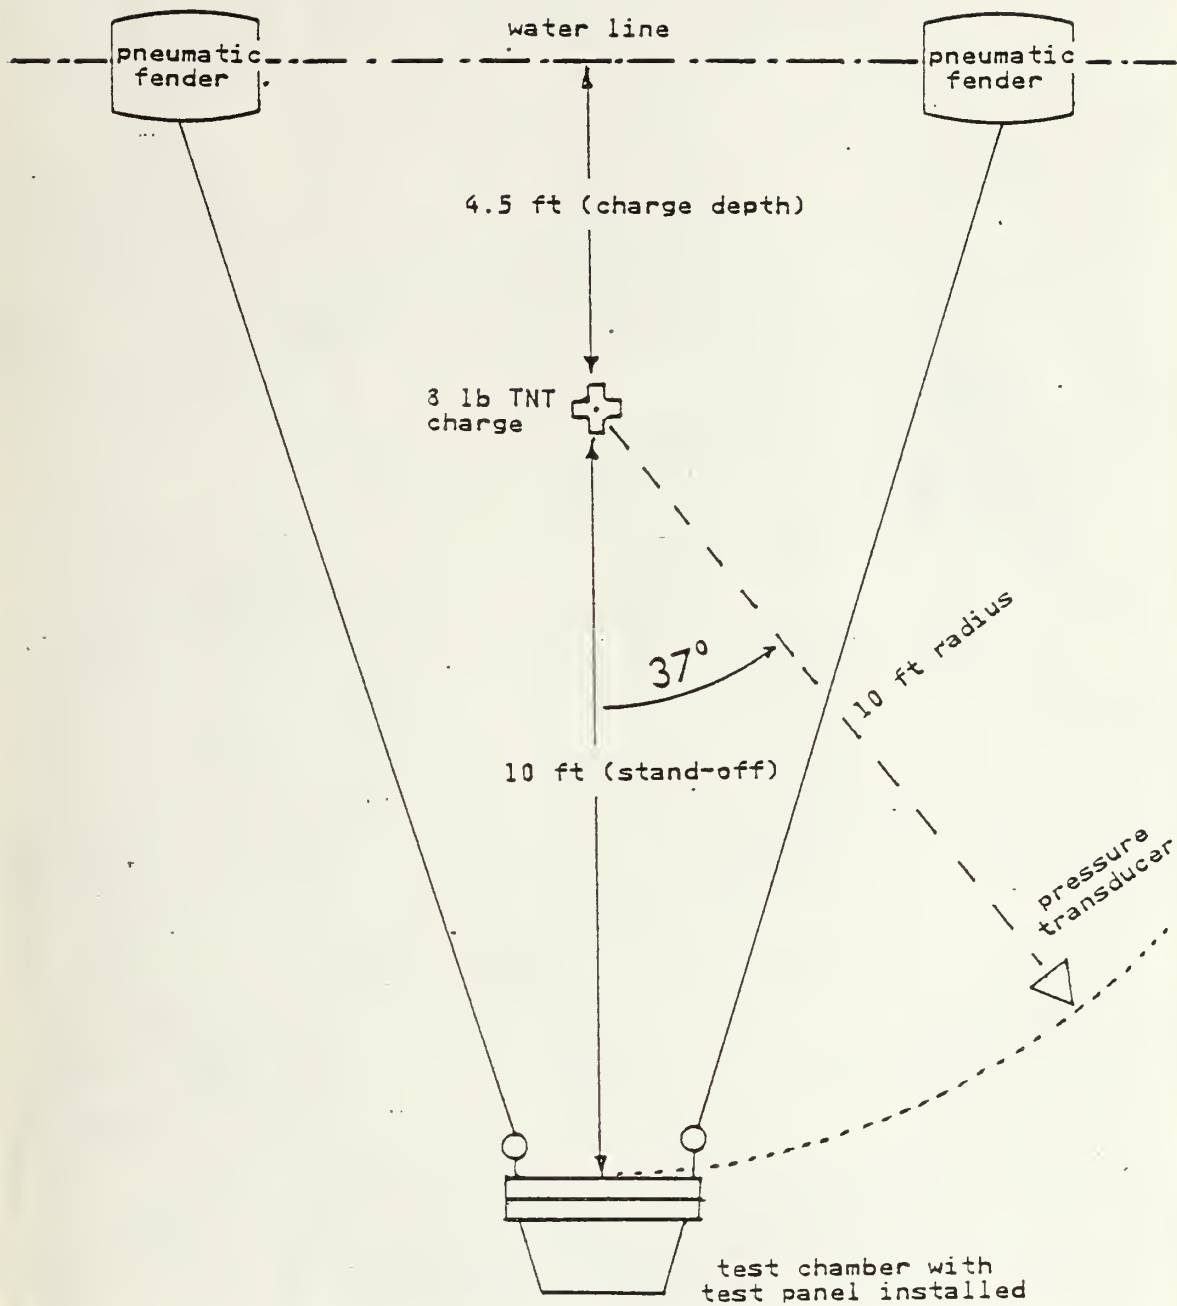 water line
pneumatic
fender
pneumatic
fender
4.5 ft (charge depth)
8 lb TNT
charge
37°
10 ft radius
10 ft (stand-off)
pressure
transducer
test chamber with
test panel installed